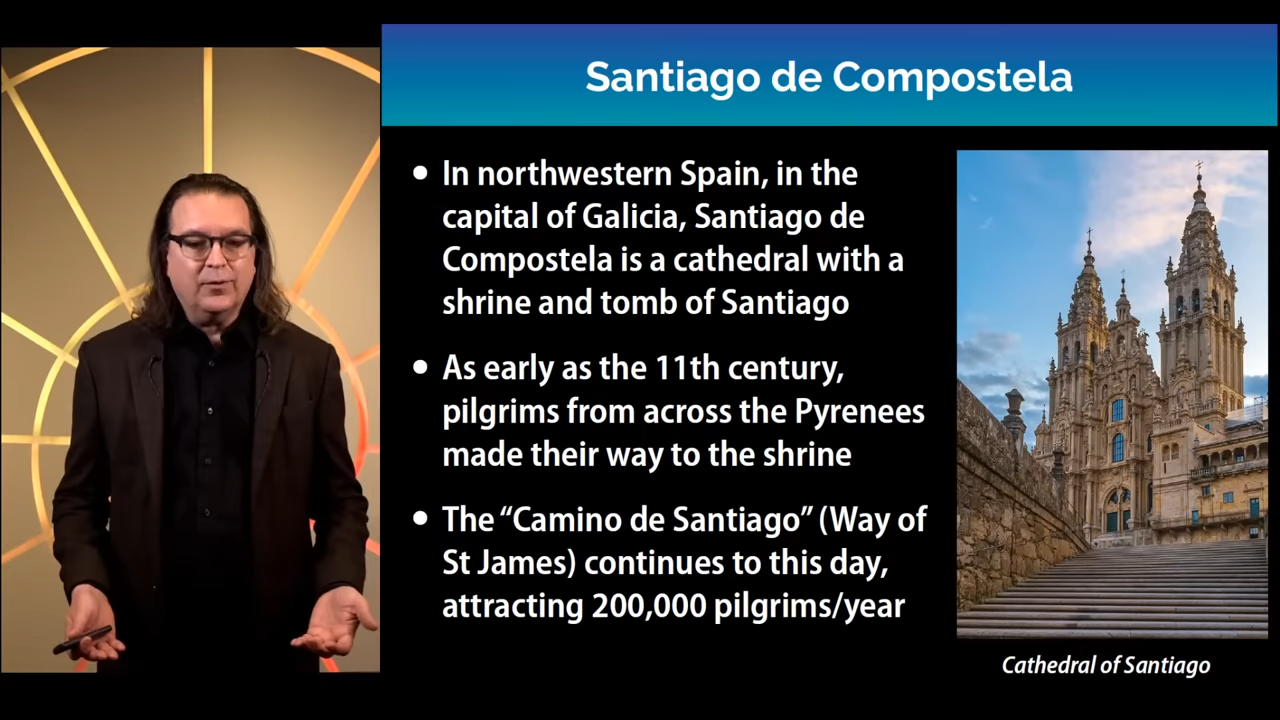 Santiago de Compostela
• In northwestern Spain, in the
capital of Galicia, Santiago de
Compostela is a cathedral with a
shrine and tomb of Santiago
• As early as the 11th century,
pilgrims from across the Pyrenees
made their way to the shrine
• The “Camino de Santiago” (Way of
St James) continues to this day,
attracting 200,000 pilgrims/year
Cathedral of Santiago